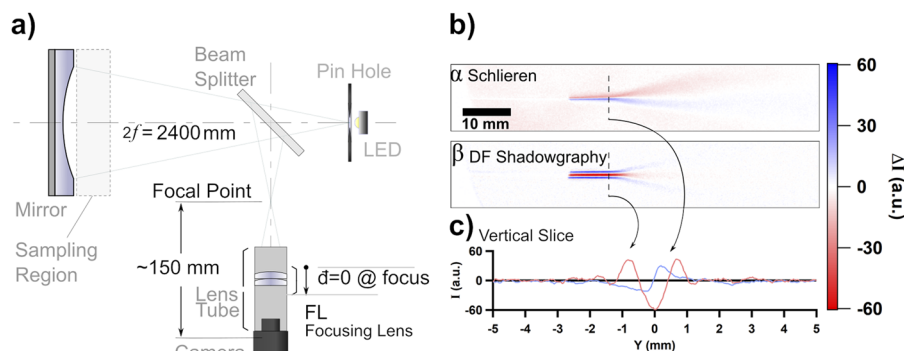 a)
Beam
Splitter
Pin Hole
LED
2f = 2400 mm
Focal Point
Mirror
Sampling
Region
~150 mm
Lens
Tube
đ=0 @ focus
FL
Focusing Lens
Camera
b)
α Schlieren
10 mm
β DF Shadowgraphy
60
30
0
-30
-60
ΔI (a.u.)
c) Vertical Slice
I (a.u.)
60
0
-60
-5 -4 -3 -2 -1 0 1 2 3 4 5
Y (mm)